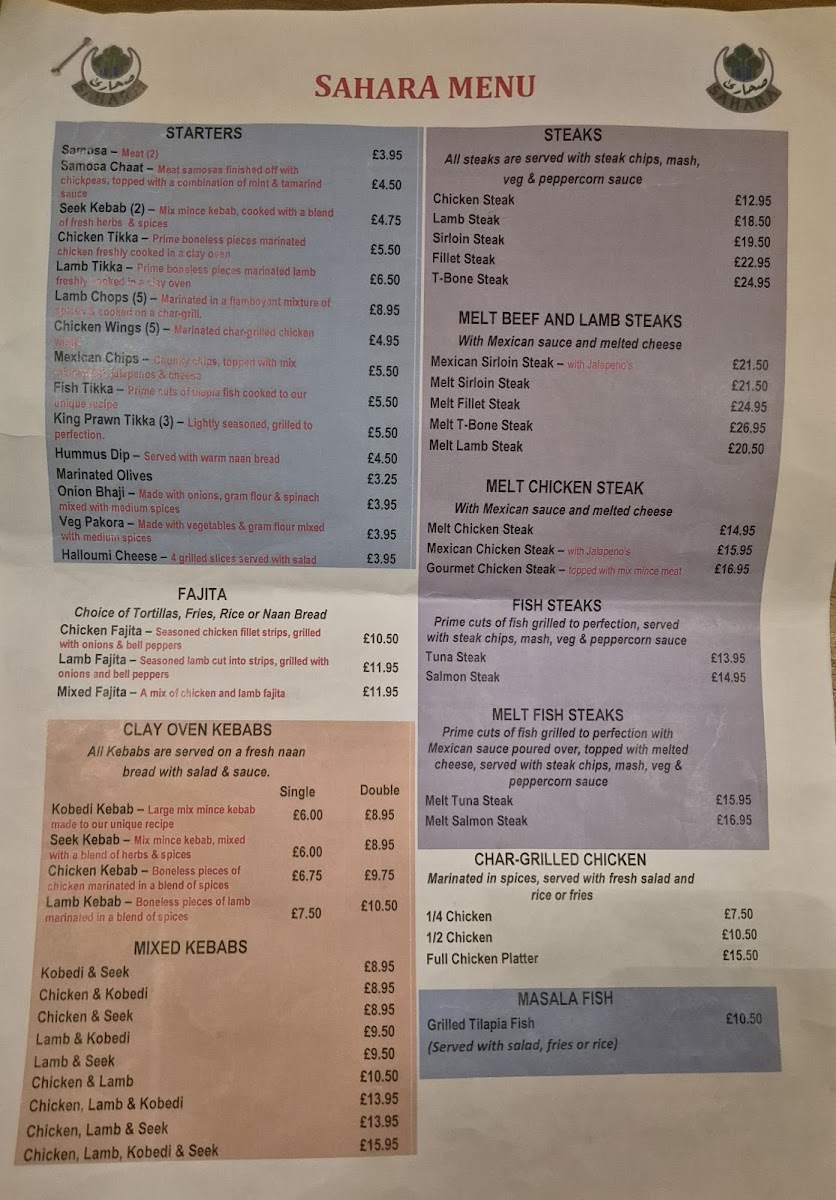 صحارى
SAHARA
SAHARA MENU
صحارى
SAHARA
STARTERS
Samosa – Meat (2) £3.95
Samosa Chaat – Meat samosas finished off with
chickpeas, topped with a combination of mint & tamarind £4.50
sauce
Seek Kebab (2) – Mix mince kebab, cooked with a blend £4.75
of fresh herbs & spices
Chicken Tikka – Prime boneless pieces marinated £5.50
chicken freshly cooked in a clay oven
Lamb Tikka – Prime boneless pieces marinated lamb £6.50
freshly cooked in a clay oven
Lamb Chops (5) – Marinated in a flamboyant mixture of £8.95
spices & cooked on a char-grill.
Chicken Wings (5) – Marinated char-grilled chicken £4.95
wings
Mexican Chips – Chunky chips, topped with mix £5.50
jalapenos & cheese
Fish Tikka – Prime cuts of tilapia fish cooked to our £5.50
unique recipe
King Prawn Tikka (3) – Lightly seasoned, grilled to £5.50
perfection.
Hummus Dip – Served with warm naan bread £4.50
Marinated Olives £3.25
Onion Bhaji – Made with onions, gram flour & spinach £3.95
mixed with medium spices
Veg Pakora – Made with vegetables & gram flour mixed £3.95
with medium spices
Halloumi Cheese – 4 grilled slices served with salad £3.95
FAJITA
Choice of Tortillas, Fries, Rice or Naan Bread
Chicken Fajita – Seasoned chicken fillet strips, grilled £10.50
with onions & bell peppers
Lamb Fajita – Seasoned lamb cut into strips, grilled with £11.95
onions and bell peppers
Mixed Fajita – A mix of chicken and lamb fajita £11.95
CLAY OVEN KEBABS
All Kebabs are served on a fresh naan
bread with salad & sauce.
Single Double
Kobedi Kebab – Large mix mince kebab £6.00 £8.95
made to our unique recipe
Seek Kebab – Mix mince kebab, mixed £6.00 £8.95
with a blend of herbs & spices
Chicken Kebab – Boneless pieces of £6.75 £9.75
chicken marinated in a blend of spices
Lamb Kebab – Boneless pieces of lamb £7.50 £10.50
marinated in a blend of spices
MIXED KEBABS
Kobedi & Seek £8.95
Chicken & Kobedi £8.95
Chicken & Seek £8.95
Lamb & Kobedi £9.50
Lamb & Seek £9.50
Chicken & Lamb £10.50
Chicken, Lamb & Kobedi £13.95
Chicken, Lamb & Seek £13.95
Chicken, Lamb, Kobedi & Seek £15.95
STEAKS
All steaks are served with steak chips, mash,
veg & peppercorn sauce
Chicken Steak £12.95
Lamb Steak £18.50
Sirloin Steak £19.50
Fillet Steak £22.95
T-Bone Steak £24.95
MELT BEEF AND LAMB STEAKS
With Mexican sauce and melted cheese
Mexican Sirloin Steak – with Jalapeno's £21.50
Melt Sirloin Steak £21.50
Melt Fillet Steak £24.95
Melt T-Bone Steak £26.95
Melt Lamb Steak £20.50
MELT CHICKEN STEAK
With Mexican sauce and melted cheese
Melt Chicken Steak £14.95
Mexican Chicken Steak – with Jalapeno's £15.95
Gourmet Chicken Steak – topped with mix mince meat £16.95
FISH STEAKS
Prime cuts of fish grilled to perfection, served
with steak chips, mash, veg & peppercorn sauce
Tuna Steak £13.95
Salmon Steak £14.95
MELT FISH STEAKS
Prime cuts of fish grilled to perfection with
Mexican sauce poured over, topped with melted
cheese, served with steak chips, mash, veg &
peppercorn sauce
Melt Tuna Steak £15.95
Melt Salmon Steak £16.95
CHAR-GRILLED CHICKEN
Marinated in spices, served with fresh salad and
rice or fries
1/4 Chicken £7.50
1/2 Chicken £10.50
Full Chicken Platter £15.50
MASALA FISH
Grilled Tilapia Fish £10.50
(Served with salad, fries or rice)